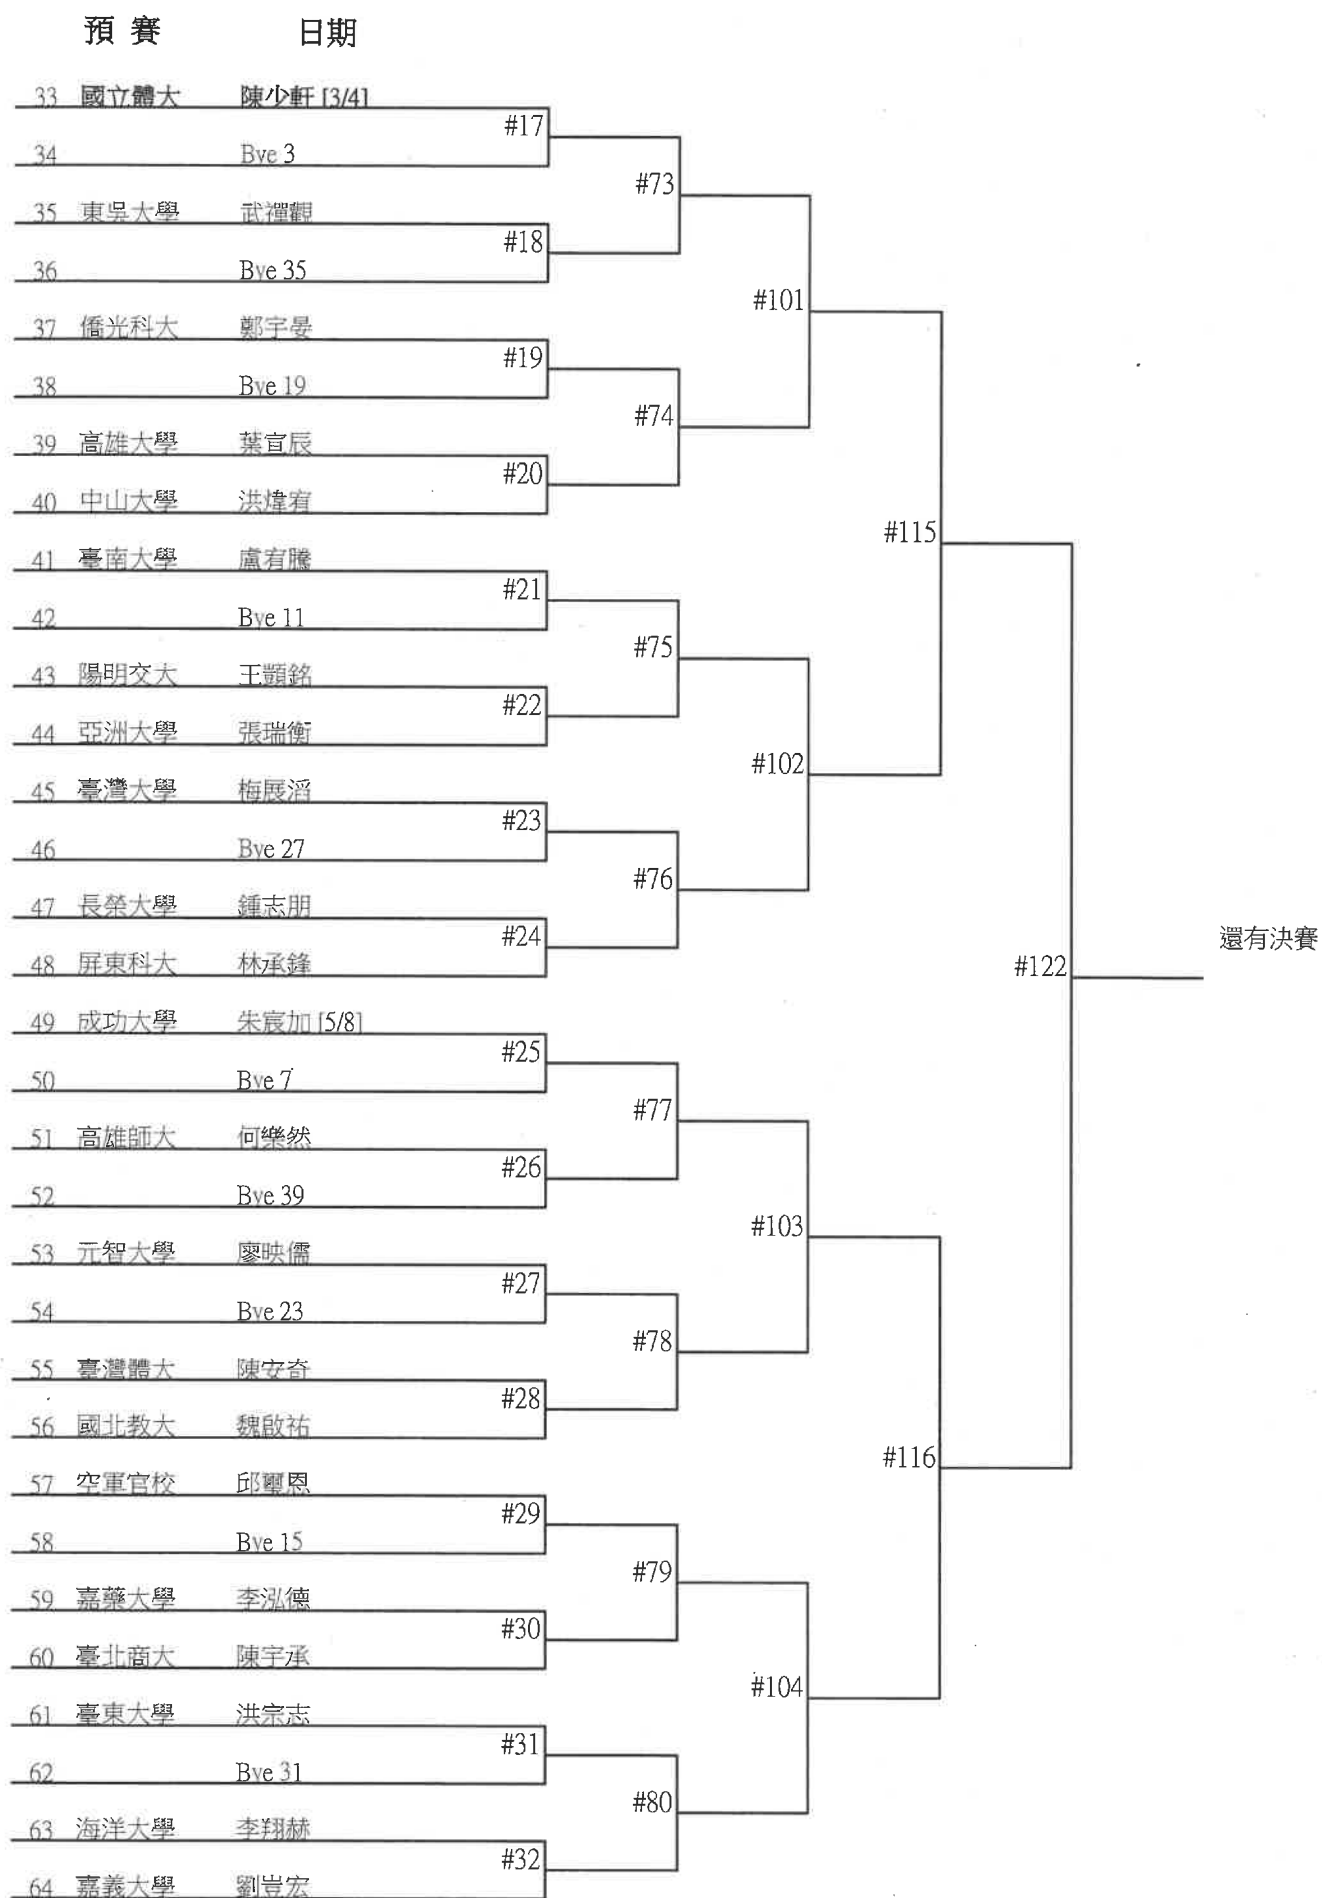 預賽 日期
33 國立體大 陳少軒 [3/4]
#17
34 Bye 3
#73
35 東吳大學 武禋觀
#18
36 Bye 35
#101
37 僑光科大 鄭宇晏
#19
38 Bye 19
#74
39 高雄大學 葉宣辰
#20
40 中山大學 洪煒宥
#115
41 臺南大學 盧宥騰
#21
42 Bye 11
#75
43 陽明交大 王顗銘
#22
44 亞洲大學 張瑞衡
#102
45 臺灣大學 梅展滔
#23
46 Bye 27
#76
47 長榮大學 鍾志朋
#24
還有決賽
48 屏東科大 林承鋒
#122
49 成功大學 朱宸加 [5/8]
#25
50 Bye 7
#77
51 高雄師大 何樂然
#26
52 Bye 39
#103
53 元智大學 廖映儒
#27
54 Bye 23
#78
55 臺灣體大 陳安奇
#28
56 國北教大 魏啟祐
#116
57 空軍官校 邱璽恩
#29
58 Bye 15
#79
59 嘉藥大學 李泓德
#30
60 臺北商大 陳宇承
#104
61 臺東大學 洪宗志
#31
62 Bye 31
#80
63 海洋大學 李翔赫
#32
64 嘉義大學 劉豈宏